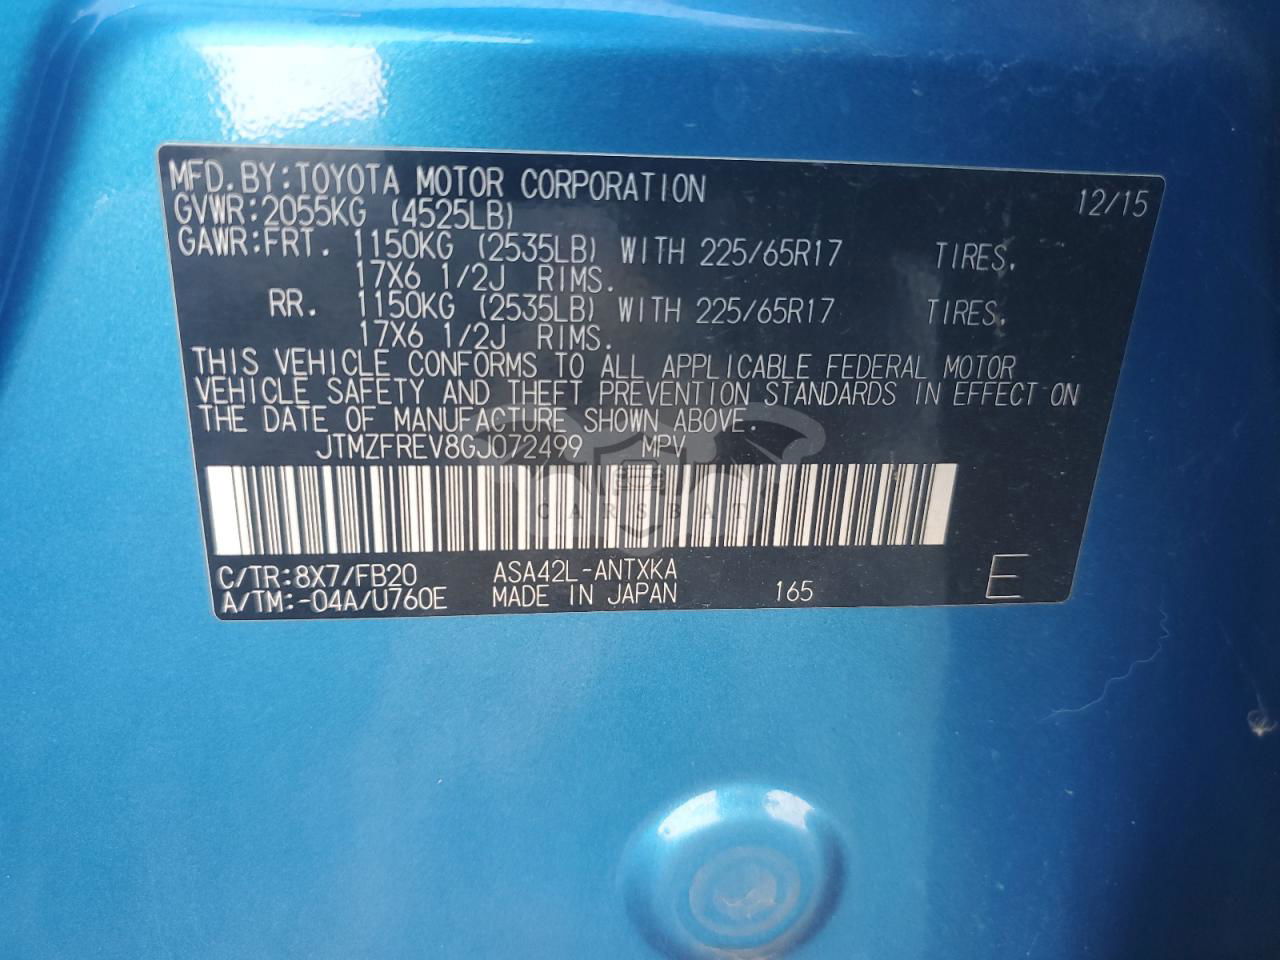 MFD.BY:TOYOTA MOTOR CORPORATION 12/15
GVWR:2055KG (4525LB)
GAWR:FRT. 1150KG (2535LB) WITH 225/65R17 TIRES.
17X6 1/2J RIMS.
RR. 1150KG (2535LB) WITH 225/65R17 TIRES.
17X6 1/2J RIMS.
THIS VEHICLE CONFORMS TO ALL APPLICABLE FEDERAL MOTOR
VEHICLE SAFETY AND THEFT PREVENTION STANDARDS IN EFFECT ON
THE DATE OF MANUFACTURE SHOWN ABOVE.
JTMZFREV8GJ072499 MPV
CARSBAT
C/TR:8X7/FB20 ASA42L-ANTXKA
A/TM:-04A/U760E MADE IN JAPAN 165 E